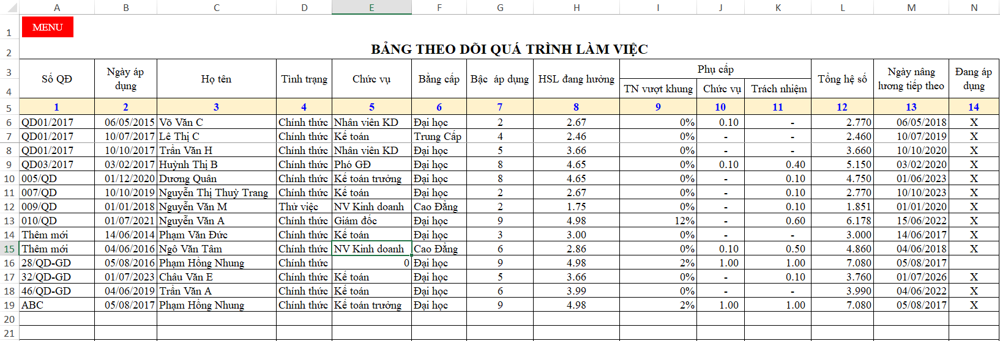 A B C D E F G H I J K L M N
1 MENU
2 BẢNG THEO DÕI QUÁ TRÌNH LÀM VIỆC
3 Số QĐ Ngày áp dụng Họ tên Tình trạng Chức vụ Bằng cấp Bậc áp dụng HSL đang hưởng Phụ cấp Tổng hệ số Ngày nâng lương tiếp theo Đang áp dụng
4 TN vượt khung Chức vụ Trách nhiệm
5 1 2 3 4 5 6 7 8 9 10 11 12 13 14
6 QD01/2017 06/05/2015 Võ Văn C Chính thức Nhân viên KD Đại học 2 2.67 0% 0.10 - 2.770 06/05/2018 X
7 QD01/2017 10/07/2017 Lê Thị C Chính thức Kế toán Trung Cấp 4 2.46 0% - - 2.460 10/07/2019 X
8 QD01/2017 10/10/2017 Trần Văn H Chính thức Nhân viên KD Đại học 5 3.66 0% - - 3.660 10/10/2020 X
9 QD03/2017 03/02/2017 Huỳnh Thị B Chính thức Phó GĐ Đại học 8 4.65 0% 0.10 0.40 5.150 03/02/2020 X
10 005/QD 01/12/2020 Dương Quân Chính thức Kế toán trưởng Đại học 8 4.65 0% - 0.10 4.750 01/06/2023 X
11 007/QD 10/10/2019 Nguyễn Thị Thuỳ Trang Chính thức Kế toán Đại học 2 2.67 0% - 0.10 2.770 10/10/2023 X
12 009/QD 01/01/2018 Nguyễn Văn M Thử việc NV Kinh doanh Cao Đẳng 2 1.75 0% - 0.10 1.851 01/01/2020 X
13 010/QD 01/07/2021 Nguyễn Văn A Chính thức Giám đốc Đại học 9 4.98 12% - 0.60 6.178 15/06/2022 X
14 Thêm mới 14/06/2014 Phạm Văn Đức Chính thức Kế toán Đại học 3 3.00 0% - - 3.000 14/06/2017 X
15 Thêm mới 04/06/2016 Ngô Văn Tâm Chính thức NV Kinh doanh Cao Đẳng 6 2.86 0% 0.10 0.50 4.860 04/06/2018 X
16 28/QD-GD 05/08/2016 Phạm Hồng Nhung Chính thức 0 Đại học 9 4.98 2% 1.00 1.00 7.080 05/08/2017
17 32/QD-GD 01/07/2023 Châu Văn E Chính thức Kế toán Đại học 5 3.66 0% - 0.10 3.760 01/07/2026 X
18 46/QD-GD 04/06/2019 Trần Văn A Chính thức Kế toán Đại học 6 3.99 0% - - 3.990 04/06/2022 X
19 ABC 05/08/2017 Phạm Hồng Nhung Chính thức Kế toán trưởng Đại học 9 4.98 2% 1.00 1.00 7.080 05/08/2017 X
20
21